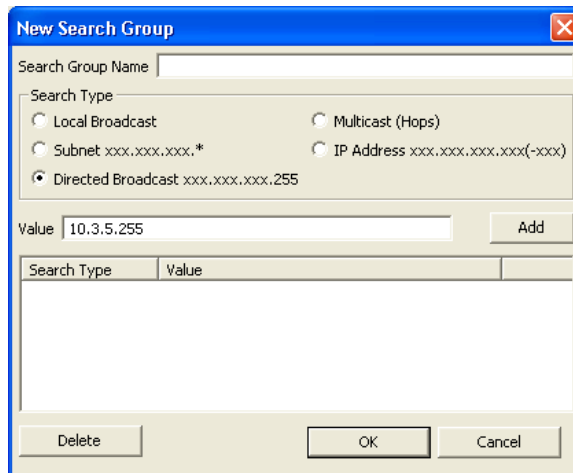 New Search Group
Search Group Name
Search Type
Local Broadcast
Multicast (Hops)
Subnet xxx.xxx.xxx.*
IP Address xxx.xxx.xxx.xxx(-xxx)
Directed Broadcast xxx.xxx.xxx.255
Value 10.3.5.255 Add
Search Type Value
Delete OK Cancel